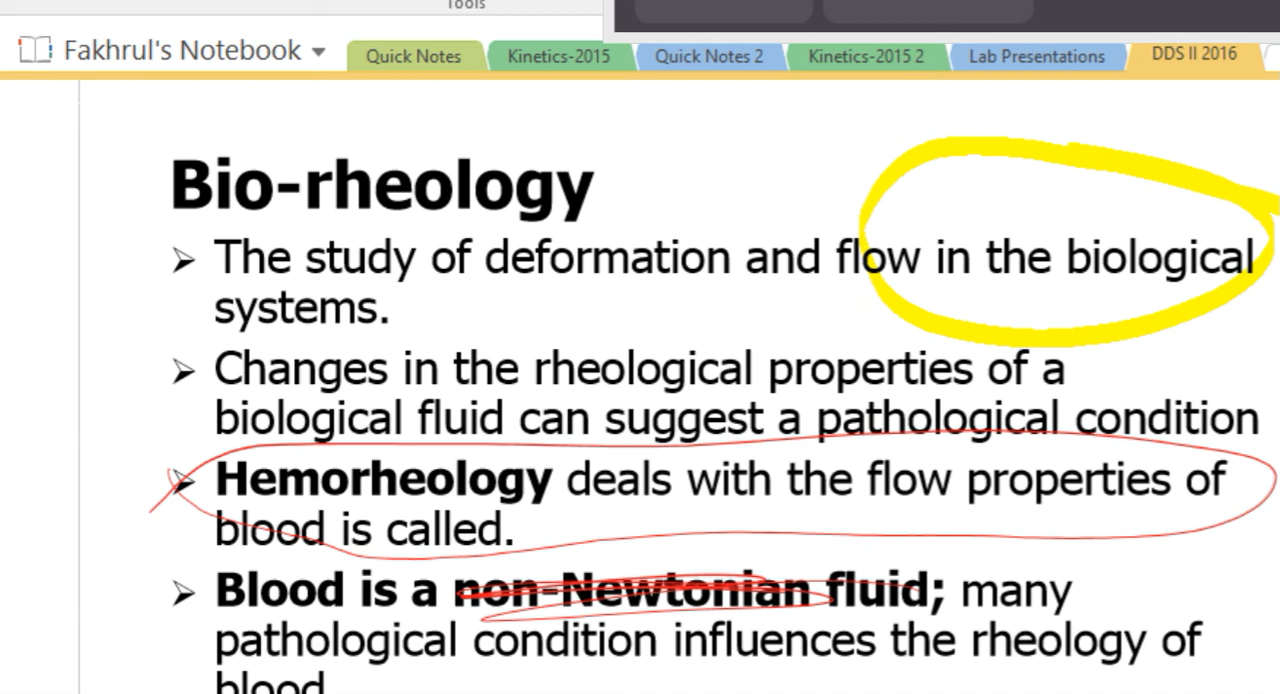 Tools
Fakhrul's Notebook
Quick Notes
Kinetics-2015
Quick Notes 2
Kinetics-2015 2
Lab Presentations
DDS II 2016
Bio-rheology
➢ The study of deformation and flow in the biological
systems.
➢ Changes in the rheological properties of a
biological fluid can suggest a pathological condition
➢ Hemorheology deals with the flow properties of
blood is called.
➢ Blood is a non-Newtonian fluid; many
pathological condition influences the rheology of
blood